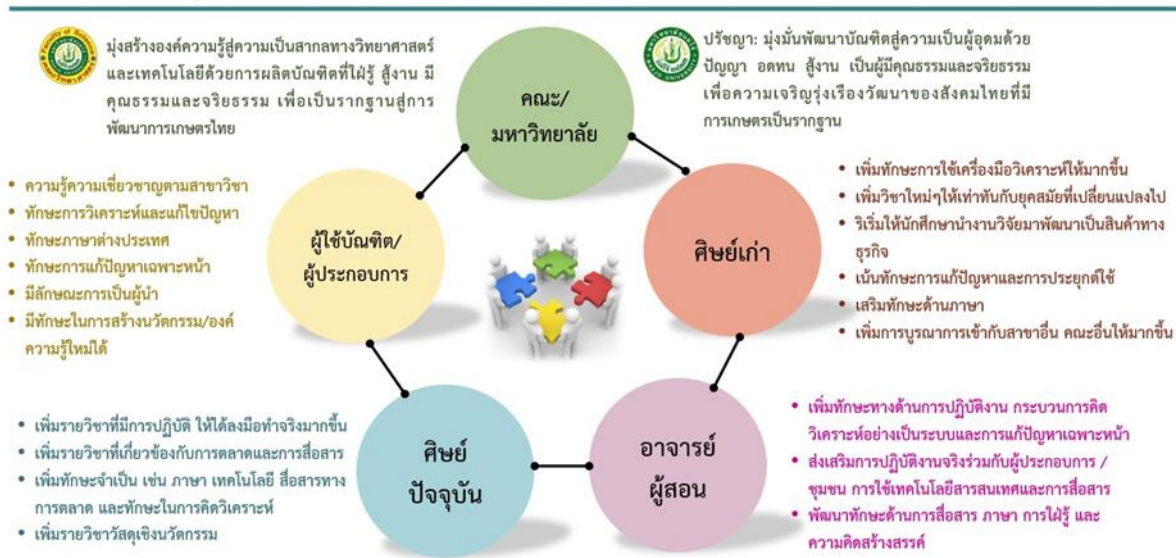 มุ่งสร้างองค์ความรู้สู่ความเป็นสากลทางวิทยาศาสตร์
และเทคโนโลยีด้วยการผลิตบัณฑิตที่ใฝ่รู้ สู้งาน มี
คุณธรรมและจริยธรรม เพื่อเป็นรากฐานสู่การ
พัฒนาการเกษตรไทย
คณะ/
มหาวิทยาลัย
ปรัชญา: มุ่งมั่นพัฒนาบัณฑิตสู่ความเป็นผู้อุดมด้วย
ปัญญา อดทน สู้งาน เป็นผู้มีคุณธรรมและจริยธรรม
เพื่อความเจริญรุ่งเรืองวัฒนาของสังคมไทยที่มี
การเกษตรเป็นรากฐาน
• ความรู้ความเชี่ยวชาญตามสาขาวิชา
• ทักษะการวิเคราะห์และแก้ไขปัญหา
• ทักษะภาษาต่างประเทศ
• ทักษะการแก้ปัญหาเฉพาะหน้า
• มีลักษณะการเป็นผู้นำ
• มีทักษะในการสร้างนวัตกรรม/องค์
ความรู้ใหม่ได้
ผู้ใช้บัณฑิต/
ผู้ประกอบการ
ศิษย์เก่า
• เพิ่มทักษะการใช้เครื่องมือวิเคราะห์ให้มากขึ้น
• เพิ่มวิชาใหม่ๆให้เท่าทันกับยุคสมัยที่เปลี่ยนแปลงไป
• ริเริ่มให้นักศึกษานำงานวิจัยมาพัฒนาเป็นสินค้าทาง
ธุรกิจ
• เน้นทักษะการแก้ปัญหาและการประยุกต์ใช้
• เสริมทักษะด้านภาษา
• เพิ่มการบูรณาการเข้ากับสาขาอื่น คณะอื่นให้มากขึ้น
• เพิ่มรายวิชาที่มีการปฏิบัติ ให้ได้ลงมือทำจริงมากขึ้น
• เพิ่มรายวิชาที่เกี่ยวข้องกับการตลาดและการสื่อสาร
• เพิ่มทักษะจำเป็น เช่น ภาษา เทคโนโลยี สื่อสารทาง
การตลาด และทักษะในการคิดวิเคราะห์
• เพิ่มรายวิชาวัสดุเชิงนวัตกรรม
ศิษย์
ปัจจุบัน
อาจารย์
ผู้สอน
• เพิ่มทักษะทางด้านการปฏิบัติงาน กระบวนการคิด
วิเคราะห์อย่างเป็นระบบและการแก้ปัญหาเฉพาะหน้า
• ส่งเสริมการปฏิบัติงานจริงร่วมกับผู้ประกอบการ /
ชุมชน การใช้เทคโนโลยีสารสนเทศและการสื่อสาร
• พัฒนาทักษะด้านการสื่อสาร ภาษา การใฝ่รู้ และ
ความคิดสร้างสรรค์